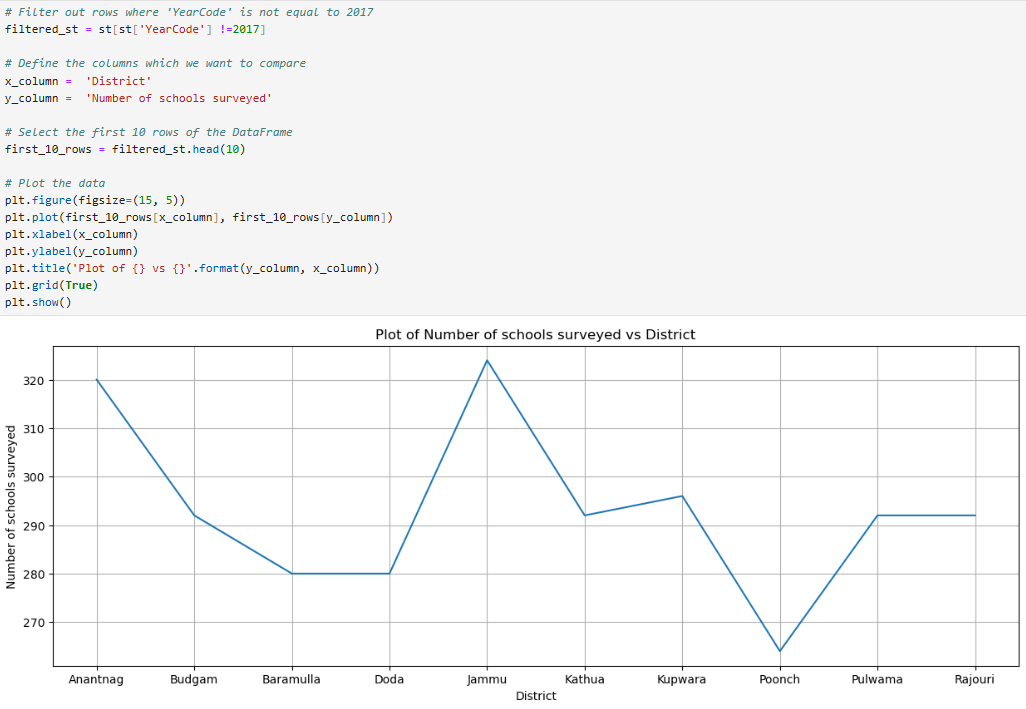 # Filter out rows where 'YearCode' is not equal to 2017
filtered_st = st[st['YearCode'] !=2017]
# Define the columns which we want to compare
x_column =  'District'
y_column =  'Number of schools surveyed'
# Select the first 10 rows of the DataFrame
first_10_rows = filtered_st.head(10)
# Plot the data
plt.figure(figsize=(15, 5))
plt.plot(first_10_rows[x_column], first_10_rows[y_column])
plt.xlabel(x_column)
plt.ylabel(y_column)
plt.title('Plot of {} vs {}'.format(y_column, x_column))
plt.grid(True)
plt.show()
Plot of Number of schools surveyed vs District
Number of schools surveyed
320
310
300
290
280
270
Anantnag Budgam Baramulla Doda Jammu Kathua Kupwara Poonch Pulwama Rajouri
District